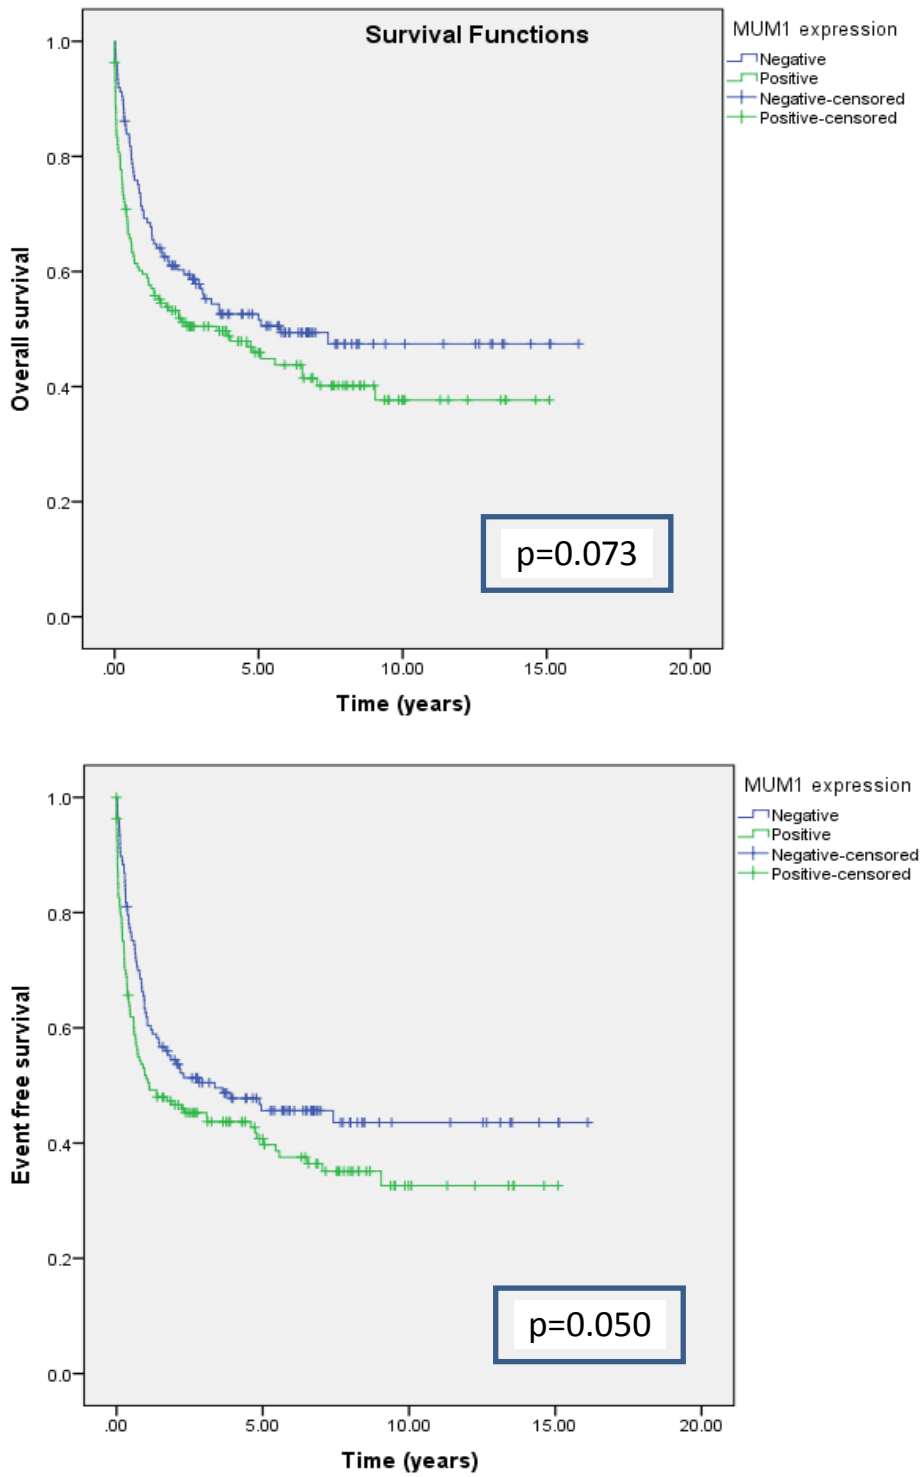 Survival Functions
MUM1 expression
Negative
Positive
Negative-censored
Positive-censored
1.0
0.8
0.6
0.4
0.2
0.0
Overall survival
p=0.073
.00 5.00 10.00 15.00 20.00
Time (years)
MUM1 expression
Negative
Positive
Negative-censored
Positive-censored
1.0
0.8
0.6
0.4
0.2
0.0
Event free survival
p=0.050
.00 5.00 10.00 15.00 20.00
Time (years)